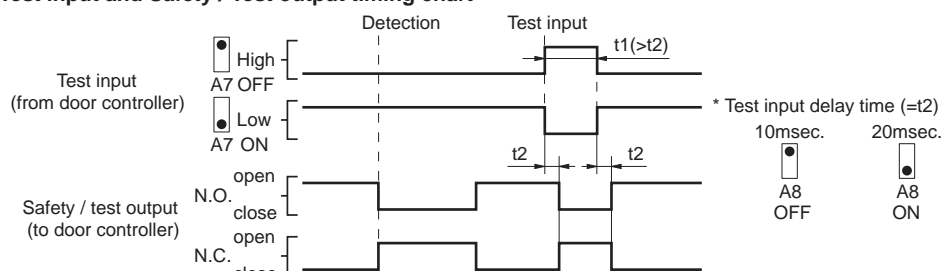 Test input and Safety / Test output timing chart
Detection
Test input
t1(>t2)
High
A7 OFF
Test input
(from door controller)
Low
A7 ON
* Test input delay time (=t2)
10msec.
20msec.
A8
OFF
A8
ON
t2
t2
Safety / test output
(to door controller)
N.O.
open
close
N.C.
open
close